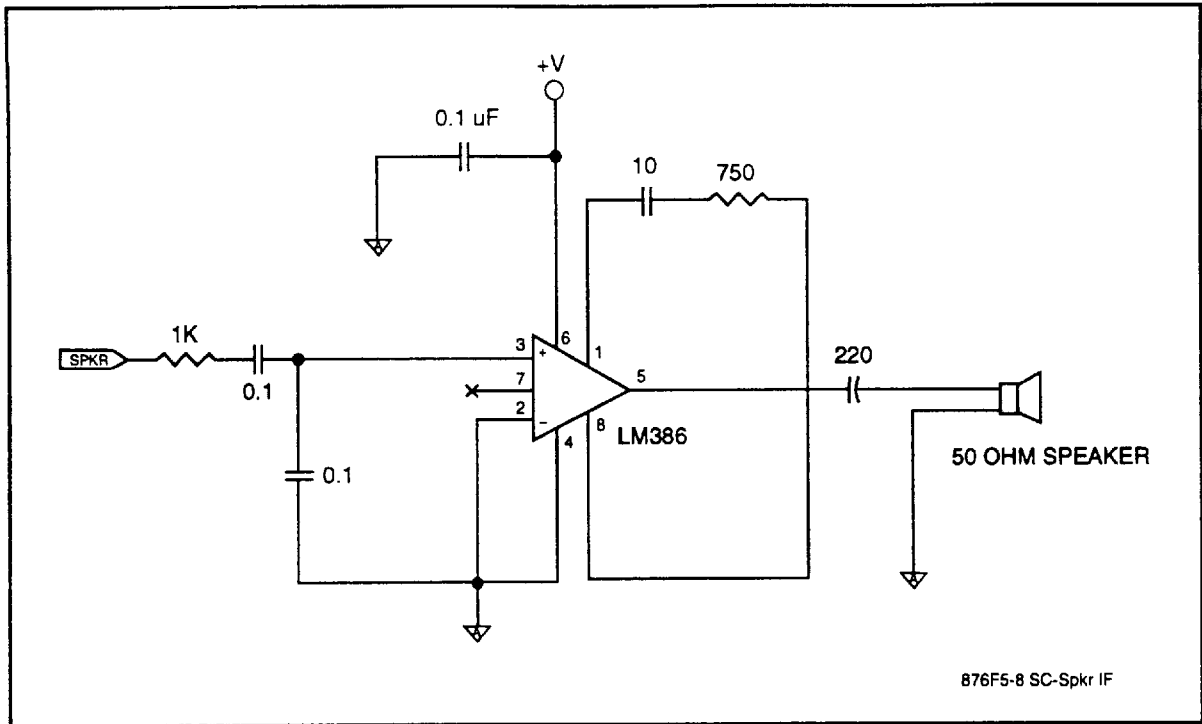 +V
0.1 uF
10
750
SPKR
1K
0.1
0.1
3
+
7
2
–
6
1
5
4
8
LM386
220
50 OHM SPEAKER
A
A
A
876F5-8 SC-Spkr IF